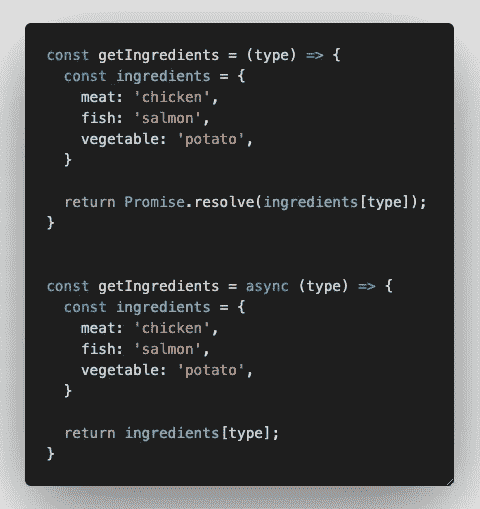 const getIngredients = (type) => {
  const ingredients = {
    meat: 'chicken',
    fish: 'salmon',
    vegetable: 'potato',
  }

  return Promise.resolve(ingredients[type]);
}


const getIngredients = async (type) => {
  const ingredients = {
    meat: 'chicken',
    fish: 'salmon',
    vegetable: 'potato',
  }

  return ingredients[type];
}